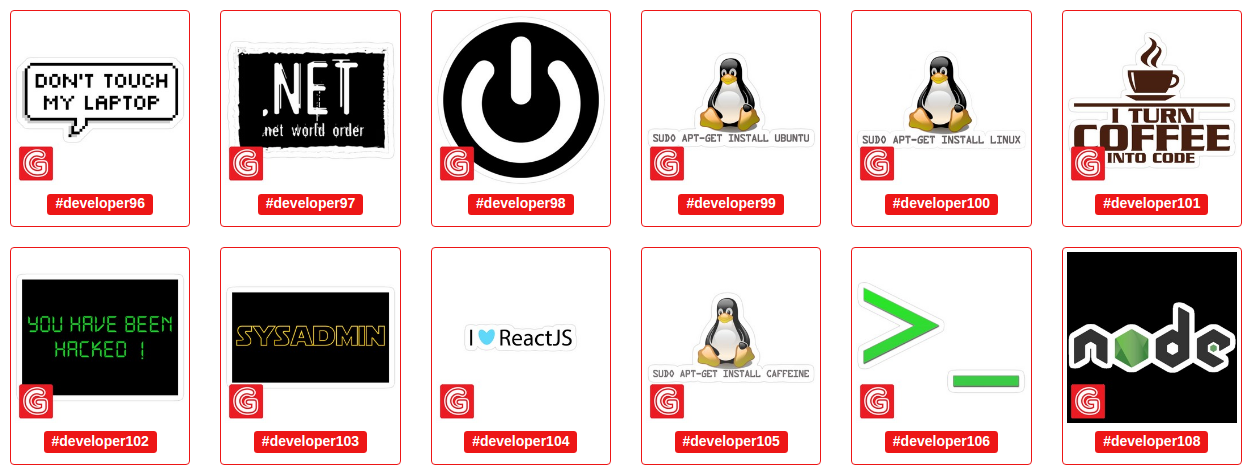 DON'T TOUCH
MY LAPTOP
G
#developer96
.NET
.net world order
G
#developer97
G
#developer98
SUDO APT-GET INSTALL UBUNTU
G
#developer99
SUDO APT-GET INSTALL LINUX
G
#developer100
I TURN
COFFEE
INTO CODE
G
#developer101
YOU HAVE BEEN
HACKED !
G
#developer102
SYSADMIN
G
#developer103
I ReactJS
G
#developer104
SUDO APT-GET INSTALL CAFFEINE
G
#developer105
>_
G
#developer106
node
G
#developer108